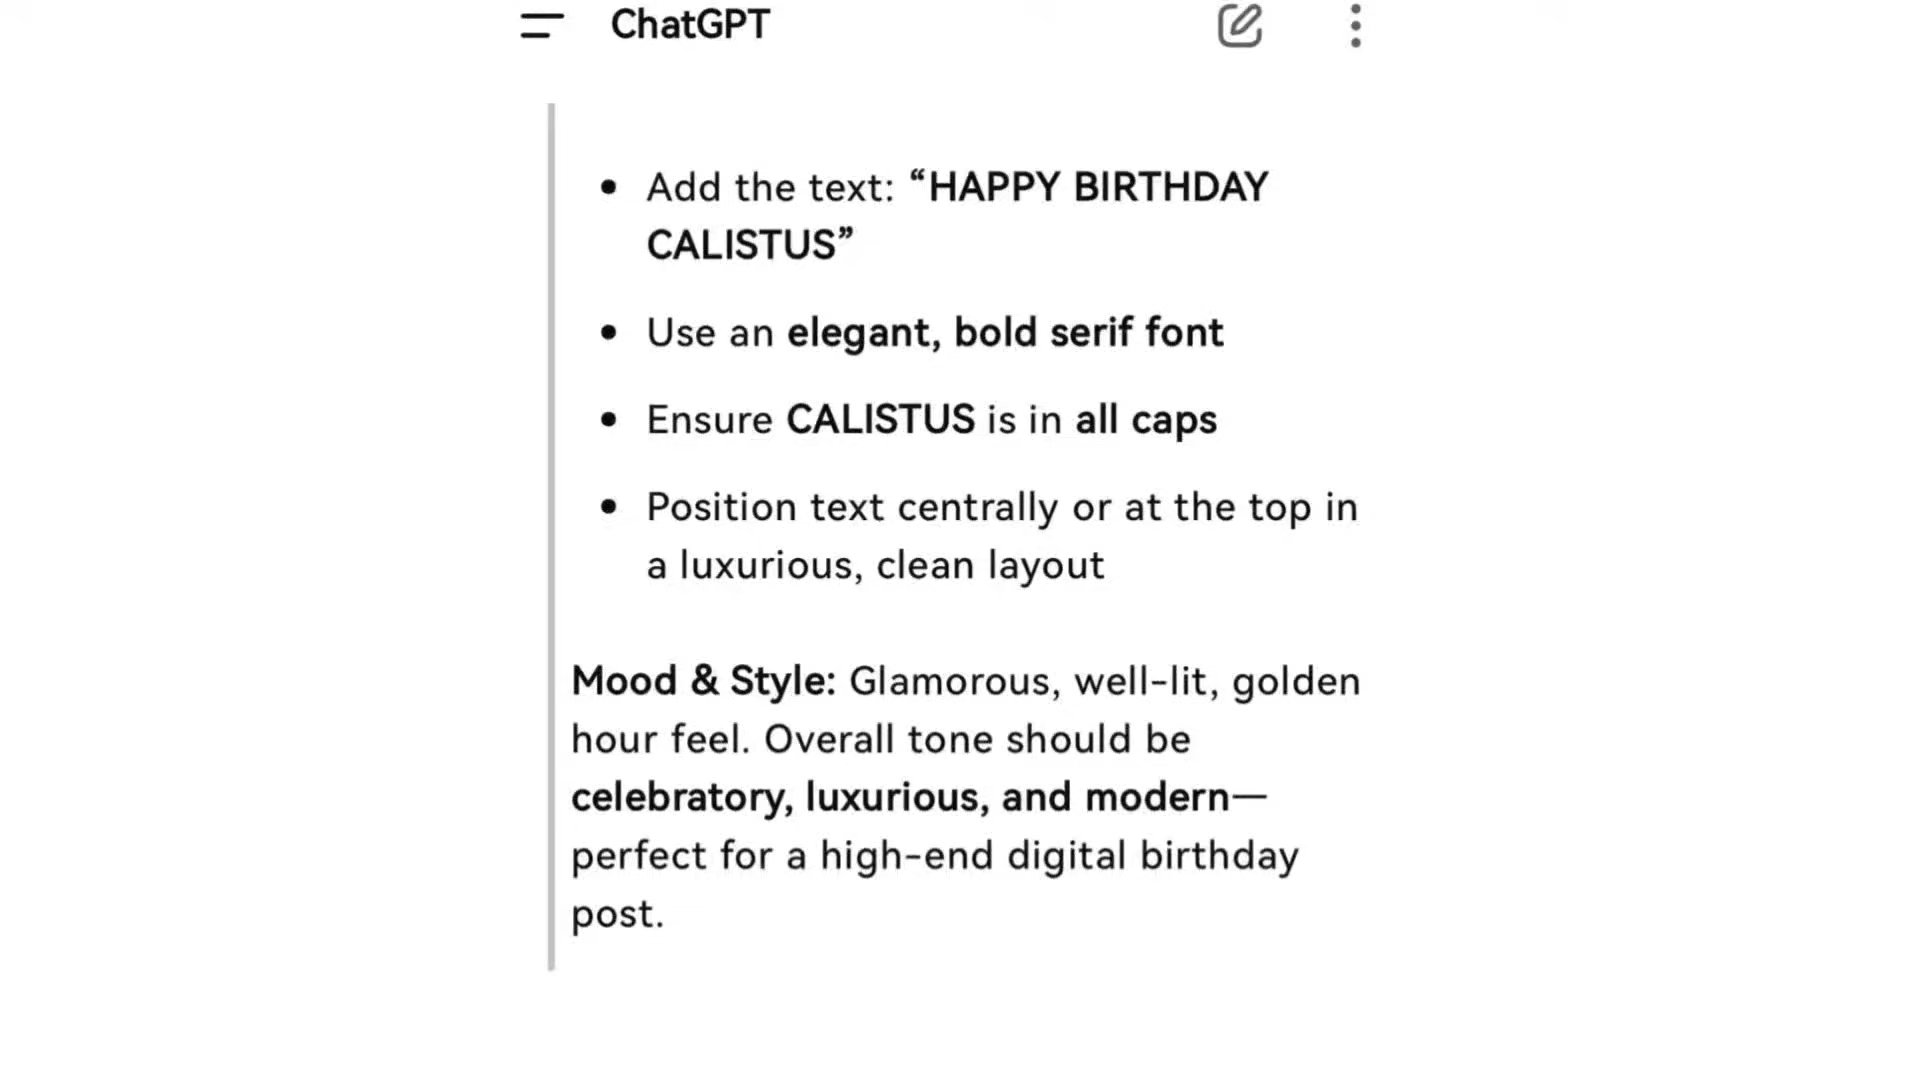 ChatGPT
• Add the text: “HAPPY BIRTHDAY
CALISTUS”
• Use an elegant, bold serif font
• Ensure CALISTUS is in all caps
• Position text centrally or at the top in
a luxurious, clean layout
Mood & Style: Glamorous, well-lit, golden
hour feel. Overall tone should be
celebratory, luxurious, and modern—
perfect for a high-end digital birthday
post.